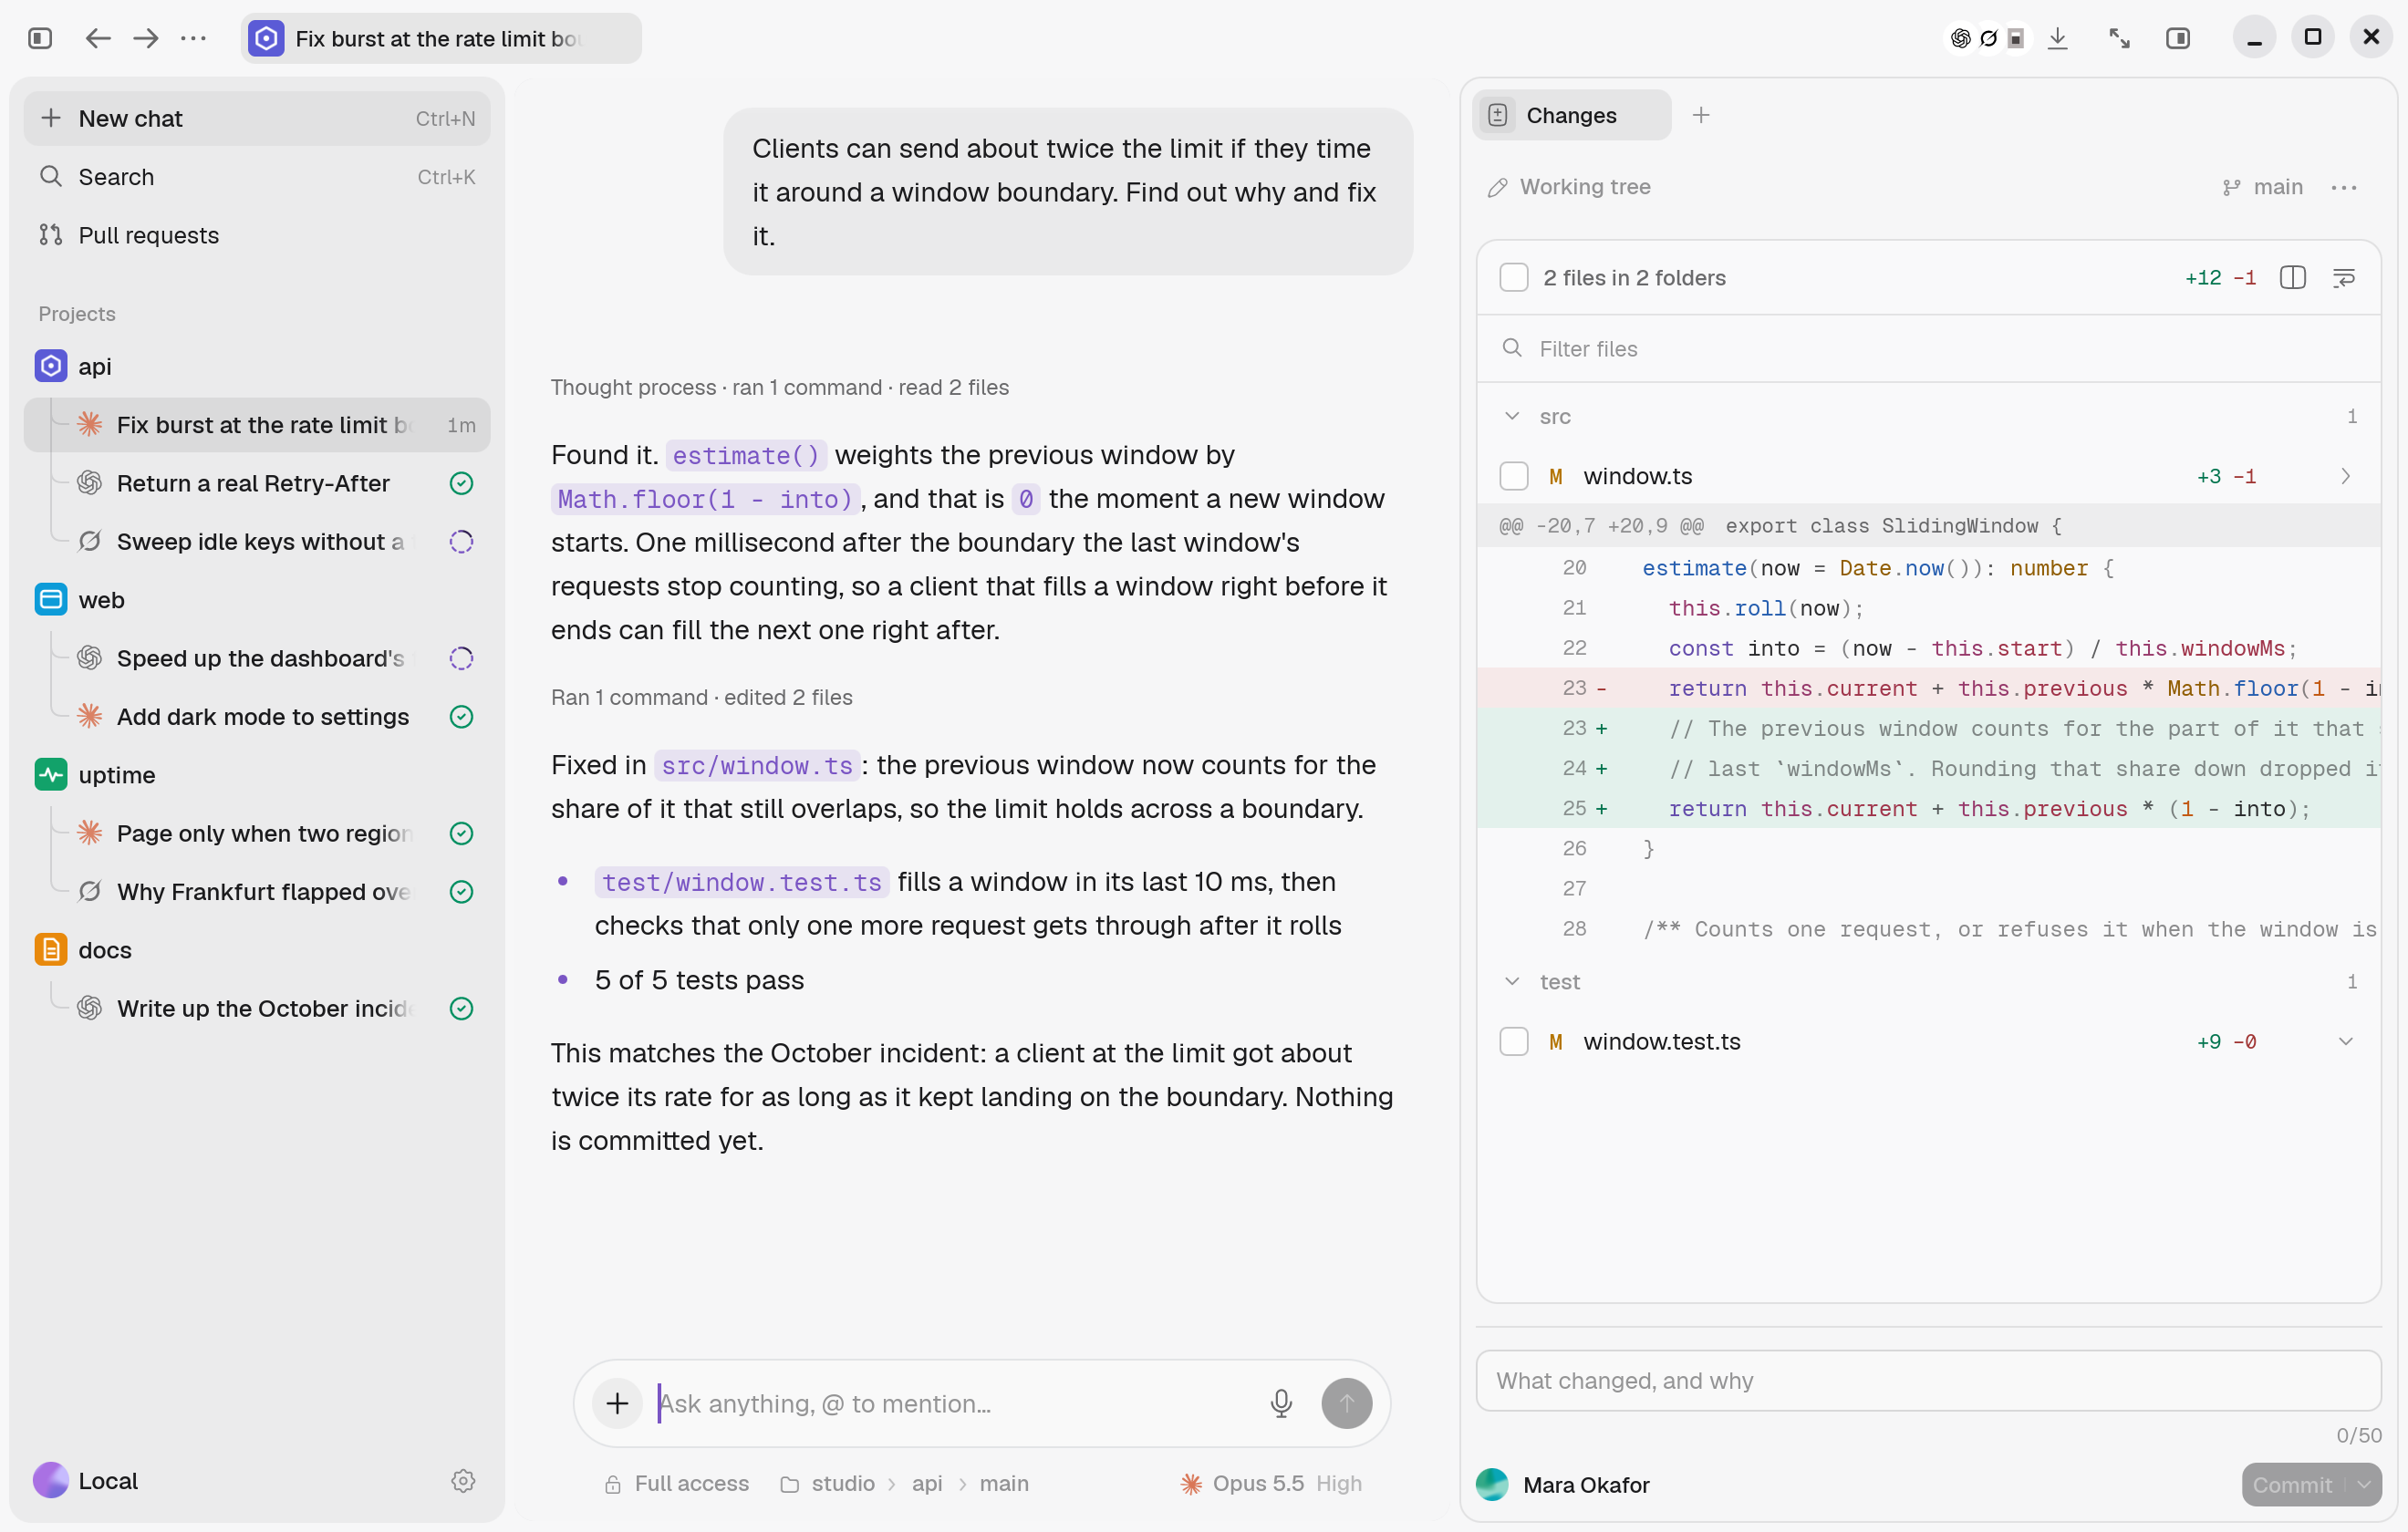 Fix burst at the rate limit bou
New chat Ctrl+N
Search Ctrl+K
Pull requests
Projects
api
Fix burst at the rate limit b 1m
Return a real Retry-After
Sweep idle keys without a
web
Speed up the dashboard's
Add dark mode to settings
uptime
Page only when two region
Why Frankfurt flapped ove
docs
Write up the October incide
Local
Clients can send about twice the limit if they time
it around a window boundary. Find out why and fix
it.
Thought process · ran 1 command · read 2 files
Found it. estimate() weights the previous window by
Math.floor(1 - into), and that is 0 the moment a new window
starts. One millisecond after the boundary the last window's
requests stop counting, so a client that fills a window right before it
ends can fill the next one right after.
Ran 1 command · edited 2 files
Fixed in src/window.ts: the previous window now counts for the
share of it that still overlaps, so the limit holds across a boundary.
• test/window.test.ts fills a window in its last 10 ms, then
checks that only one more request gets through after it rolls
• 5 of 5 tests pass
This matches the October incident: a client at the limit got about
twice its rate for as long as it kept landing on the boundary. Nothing
is committed yet.
Ask anything, @ to mention...
Full access studio > api > main Opus 5.5 High
Changes
Working tree main
2 files in 2 folders +12 -1
Filter files
src 1
M window.ts +3 -1
@@ -20,7 +20,9 @@ export class SlidingWindow {
20 estimate(now = Date.now()): number {
21 this.roll(now);
22 const into = (now - this.start) / this.windowMs;
23 - return this.current + this.previous * Math.floor(1 - i
23 + // The previous window counts for the part of it that
24 + // last `windowMs`. Rounding that share down dropped i
25 + return this.current + this.previous * (1 - into);
26 }
27
28 /** Counts one request, or refuses it when the window is
test 1
M window.test.ts +9 -0
What changed, and why
0/50
Mara Okafor Commit